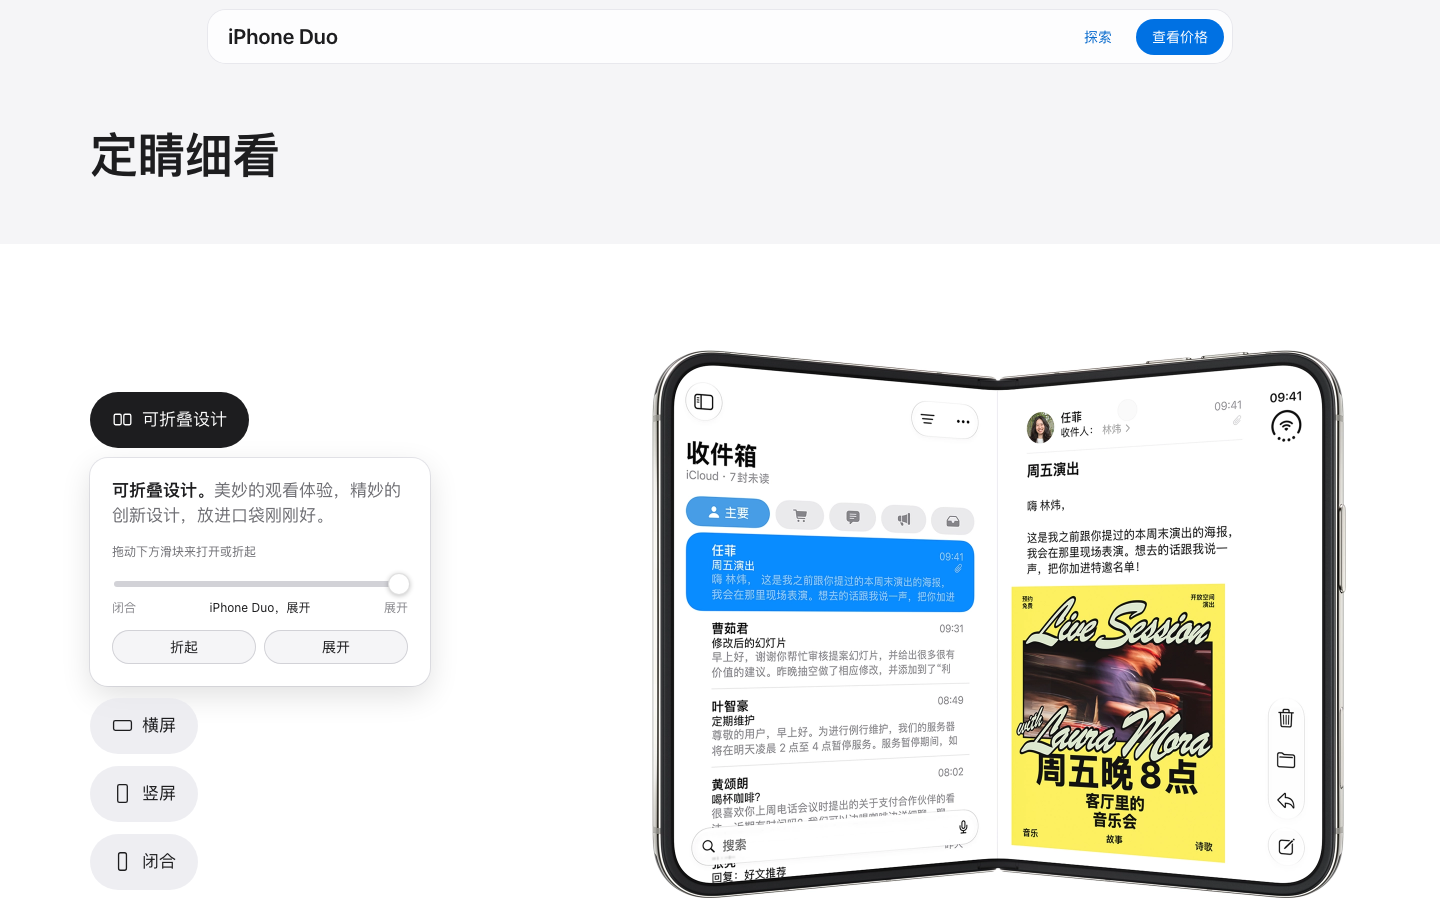 iPhone Duo
探索
查看价格
定睛细看
可折叠设计
可折叠设计。美妙的观看体验，精妙的
创新设计，放进口袋刚刚好。
拖动下方滑块来打开或折起
闭合
iPhone Duo，展开
展开
折起
展开
横屏
竖屏
闭合
收件箱
iCloud · 7封未读
主要
任菲
09:41
周五演出
嗨 林炜， 这是我之前跟你提过的本周末演出的海报，
我会在那里现场表演。想去的话跟我说一声，把你加进
曹茹君
09:31
修改后的幻灯片
早上好，谢谢你帮忙审核提案幻灯片，并给出很多很有
价值的建议。昨晚抽空做了相应修改，并添加到了“利
叶智豪
08:49
定期维护
尊敬的用户，早上好。为进行例行维护，我们的服务器
将在明天凌晨 2 点至 4 点暂停服务。服务暂停期间，如
黄颂朗
08:02
喝杯咖啡？
很喜欢你上周电话会议时提出的关于支付合作伙伴的看
搜索
回复：好文推荐
09:41
任菲
09:41
收件人： 林炜
周五演出
嗨 林炜，
这是我之前跟你提过的本周末演出的海报，
我会在那里现场表演。想去的话跟我说一
声，把你加进特邀名单！
预约
免费
开放空间
演出
Live Session
with
Laura Mora
周五晚 8 点
客厅里的
音乐会
音乐
故事
诗歌